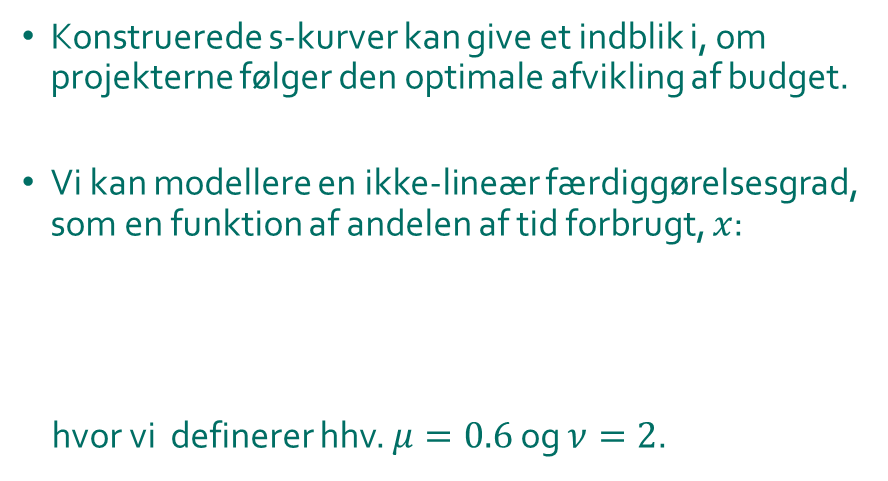 • Konstruerede s-kurver kan give et indblik i, om
projekterne følger den optimale afvikling af budget.
• Vi kan modellere en ikke-lineær færdiggørelsesgrad,
som en funktion af andelen af tid forbrugt, 𝑥:
hvor vi definerer hhv. 𝜇 = 0.6 og 𝜈 = 2.